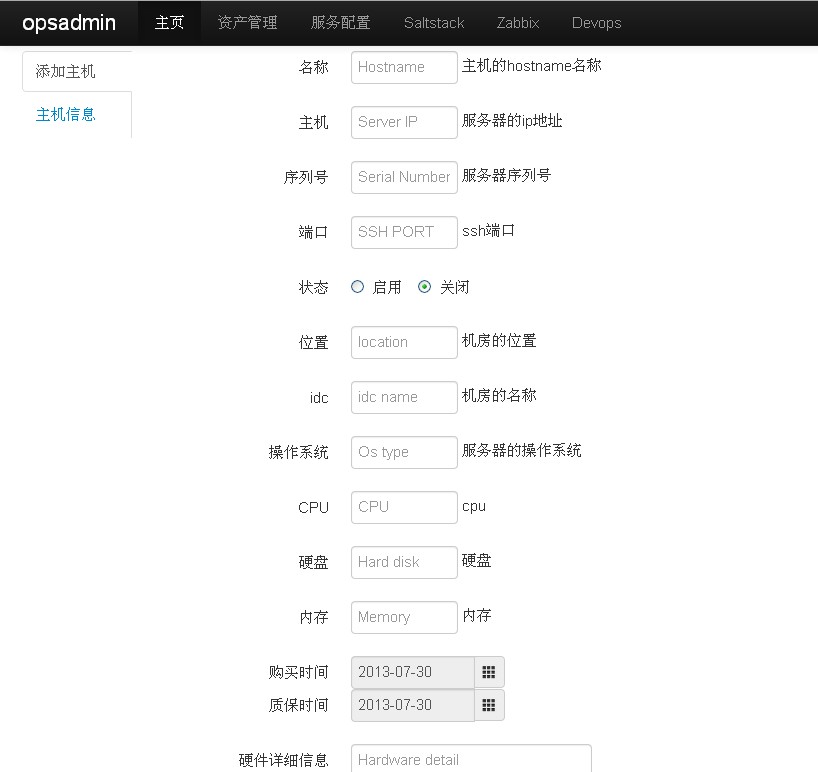 opsadmin 主页 资产管理 服务配置 Saltstack Zabbix Devops
添加主机
主机信息
名称 Hostname 主机的hostname名称
主机 Server IP 服务器的ip地址
序列号 Serial Number 服务器序列号
端口 SSH PORT ssh端口
状态 启用 关闭
位置 location 机房的位置
idc idc name 机房的名称
操作系统 Os type 服务器的操作系统
CPU CPU cpu
硬盘 Hard disk 硬盘
内存 Memory 内存
购买时间 2013-07-30
质保时间 2013-07-30
硬件详细信息 Hardware detail